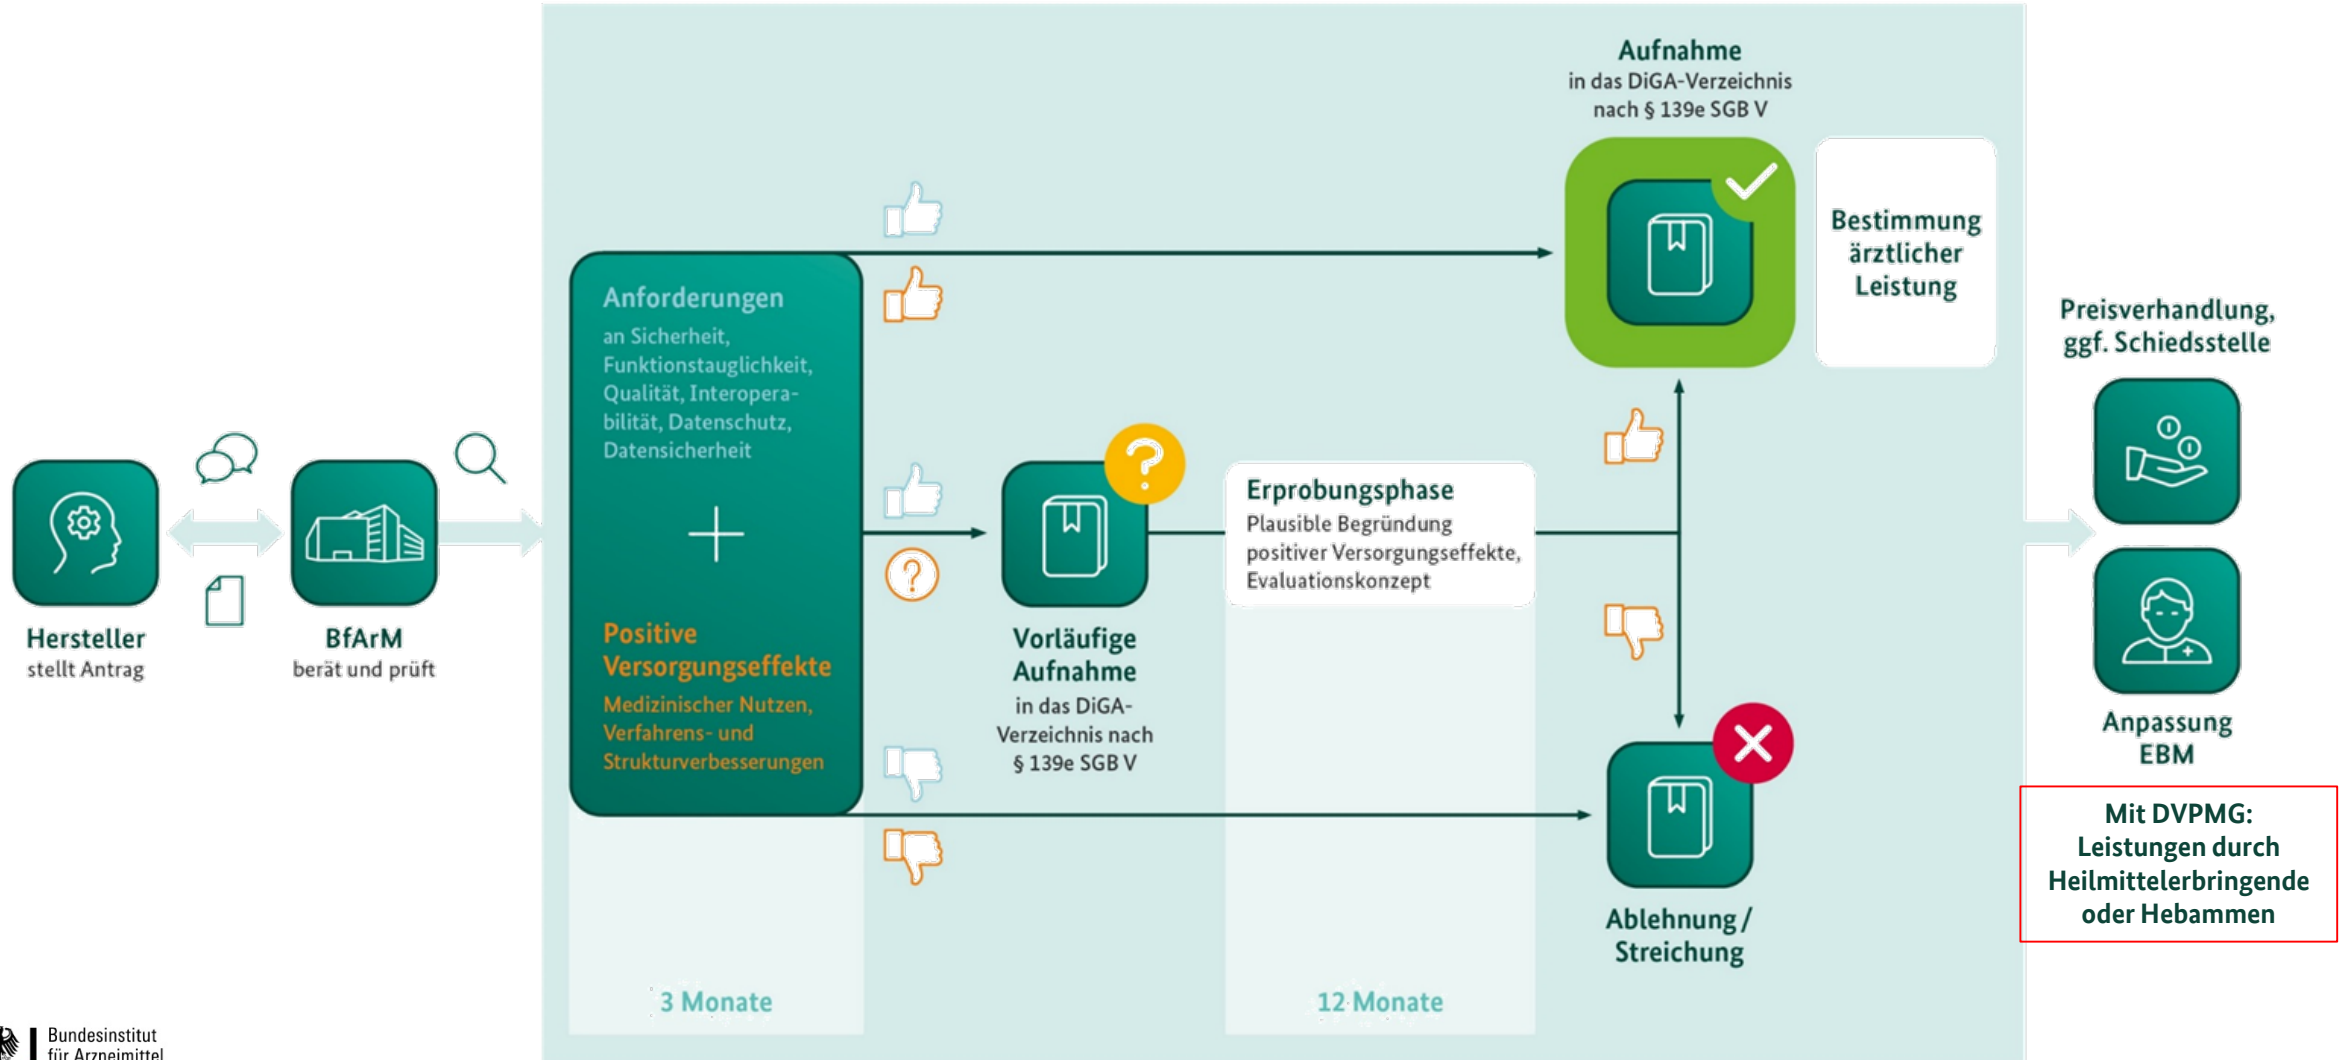 Hersteller
stellt Antrag
BfArM
berät und prüft
Anforderungen
an Sicherheit,
Funktionstauglichkeit,
Qualität, Interopera-
bilität, Datenschutz,
Datensicherheit
Positive
Versorgungseffekte
Medizinischer Nutzen,
Verfahrens- und
Strukturverbesserungen
3 Monate
?
?
Vorläufige
Aufnahme
in das DiGA-
Verzeichnis nach
§ 139e SGB V
Erprobungsphase
Plausible Begründung
positiver Versorgungseffekte,
Evaluationskonzept
12 Monate
Aufnahme
in das DiGA-Verzeichnis
nach § 139e SGB V
Bestimmung
ärztlicher
Leistung
Ablehnung /
Streichung
Preisverhandlung,
ggf. Schiedsstelle
Anpassung
EBM
Mit DVPMG:
Leistungen durch
Heilmittelerbringende
oder Hebammen
Bundesinstitut
für Arzneimittel